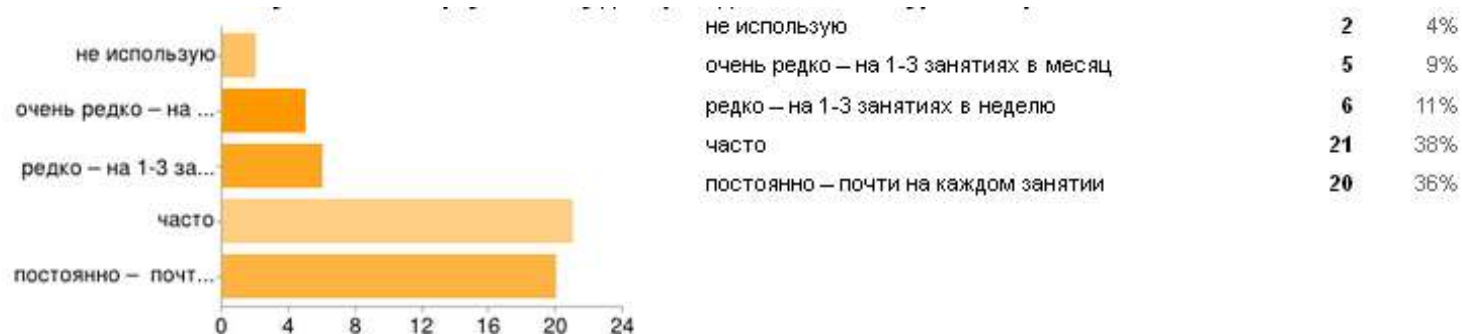 не использую
очень редко – на ...
редко – на 1-3 за...
часто
постоянно – почт...
0 4 8 12 16 20 24
не использую 2 4%
очень редко – на 1-3 занятиях в месяц 5 9%
редко – на 1-3 занятиях в неделю 6 11%
часто 21 38%
постоянно – почти на каждом занятии 20 36%